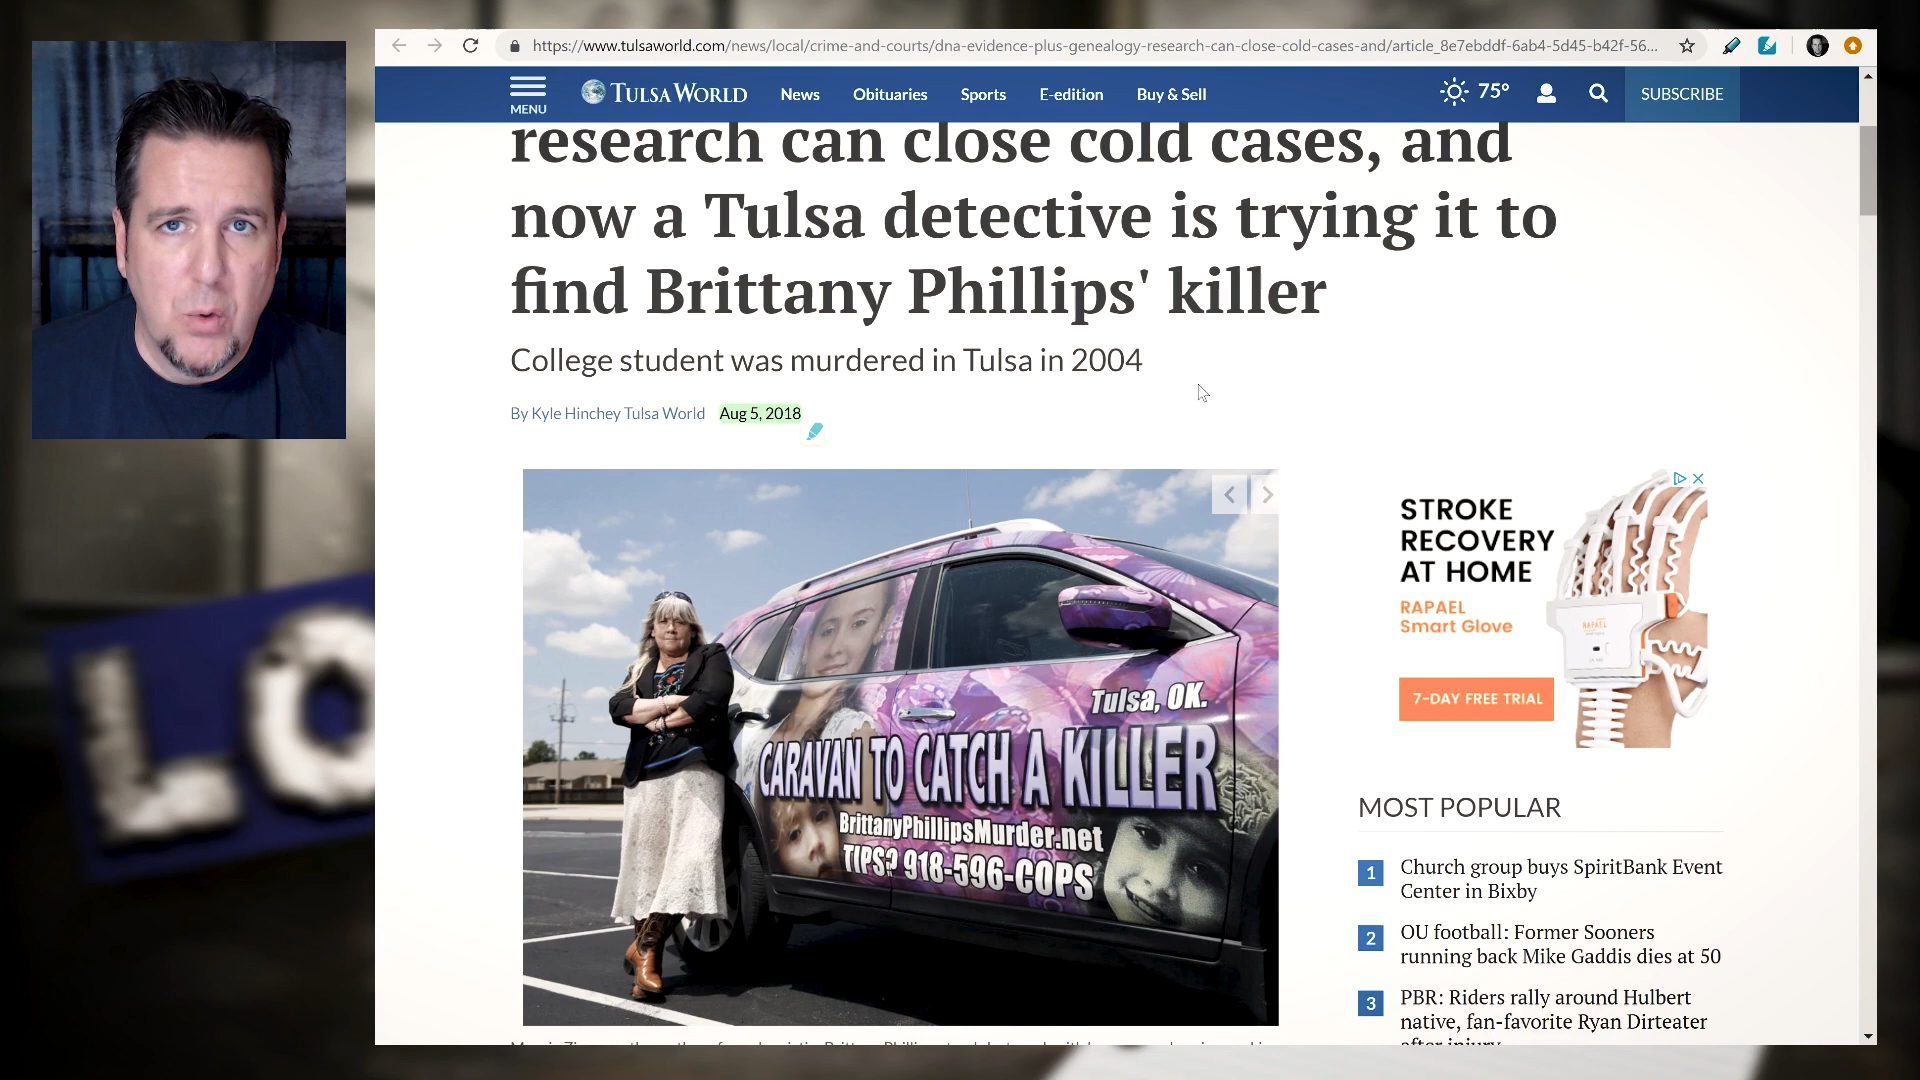 https://www.tulsaworld.com/news/local/crime-and-courts/dna-evidence-plus-genealogy-research-can-close-cold-cases-and/article_8e7ebddf-6ab4-5d45-b42f-56...
MENU
TULSA WORLD
News
Obituaries
Sports
E-edition
Buy & Sell
75°
SUBSCRIBE
research can close cold cases, and
now a Tulsa detective is trying it to
find Brittany Phillips' killer
College student was murdered in Tulsa in 2004
By Kyle Hinchey Tulsa World Aug 5, 2018
Tulsa, OK.
CARAVAN TO CATCH A KILLER
BrittanyPhillipsMurder.net
TIPS? 918-596-COPS
STROKE
RECOVERY
AT HOME
RAPAEL
Smart Glove
7-DAY FREE TRIAL
RAPAEL
MOST POPULAR
1 Church group buys SpiritBank Event
Center in Bixby
2 OU football: Former Sooners
running back Mike Gaddis dies at 50
3 PBR: Riders rally around Hulbert
native, fan-favorite Ryan Dirteater
after injury
LO